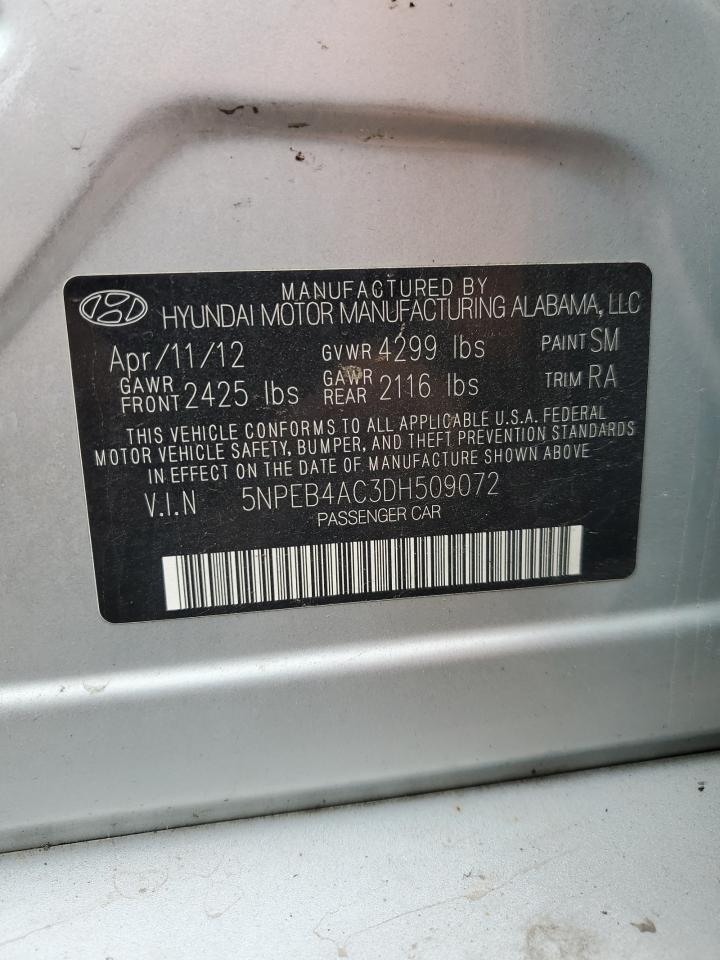 MANUFACTURED BY
HYUNDAI MOTOR MANUFACTURING ALABAMA, LLC
Apr/11/12 GVWR 4299 lbs PAINT SM
GAWR FRONT 2425 lbs GAWR REAR 2116 lbs TRIM RA
THIS VEHICLE CONFORMS TO ALL APPLICABLE U.S.A. FEDERAL
MOTOR VEHICLE SAFETY, BUMPER, AND THEFT PREVENTION STANDARDS
IN EFFECT ON THE DATE OF MANUFACTURE SHOWN ABOVE
V.I.N 5NPEB4AC3DH509072
PASSENGER CAR